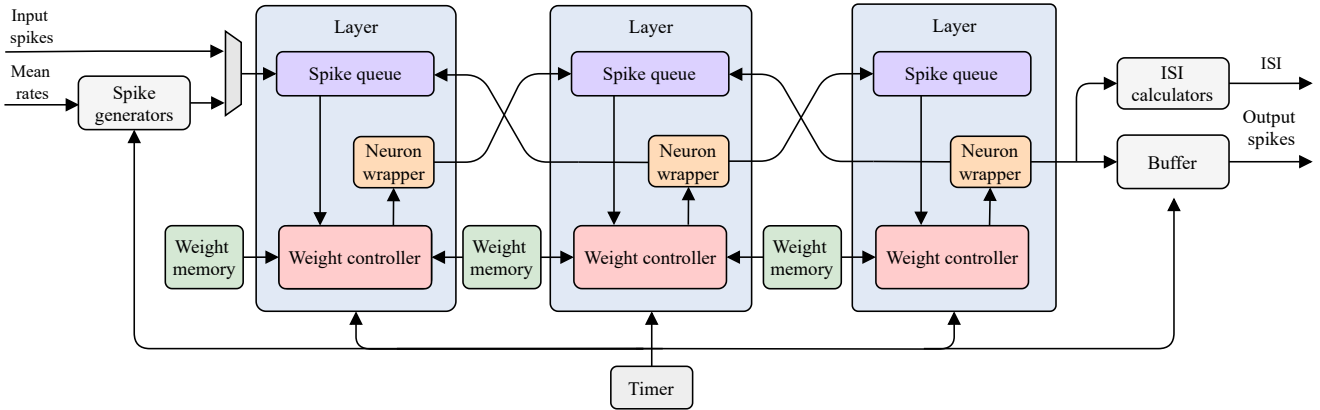 Input
spikes
Mean
rates
Spike
generators
Layer
Spike queue
Neuron
wrapper
Weight
memory
Weight controller
Layer
Spike queue
Neuron
wrapper
Weight
memory
Weight controller
Layer
Spike queue
Neuron
wrapper
Weight
memory
Weight controller
ISI
calculators
ISI
Output
spikes
Buffer
Timer